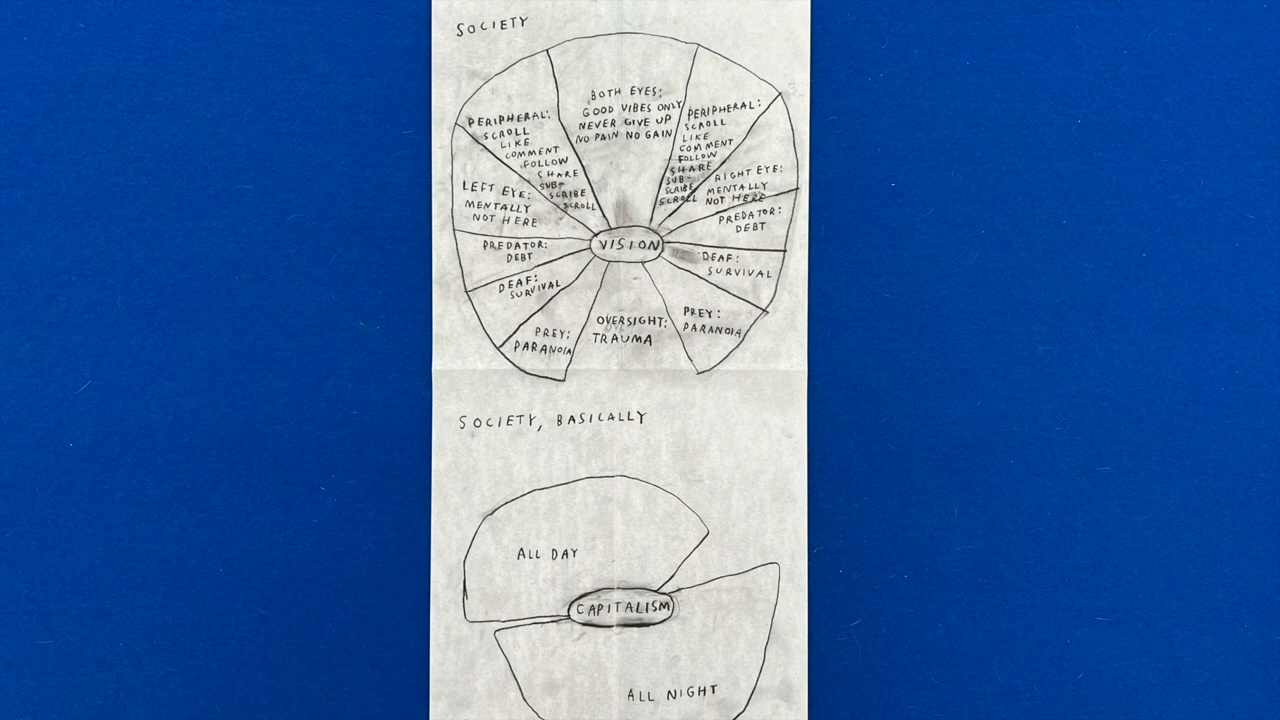 SOCIETY
BOTH EYES:
GOOD VIBES ONLY
NEVER GIVE UP
NO PAIN NO GAIN
PERIPHERAL:
SCROLL
LIKE
COMMENT
FOLLOW
SHARE
SUB-
SCRIBE
SCROLL
PERIPHERAL:
SCROLL
LIKE
COMMENT
FOLLOW
SHARE
SUB-
SCRIBE
SCROLL
LEFT EYE:
MENTALLY
NOT HERE
RIGHT EYE:
MENTALLY
NOT HERE
VISION
PREDATOR:
DEBT
PREDATOR:
DEBT
DEAF:
SURVIVAL
DEAF:
SURVIVAL
PREY:
PARANOIA
OVERSIGHT:
TRAUMA
PREY:
PARANOIA
SOCIETY, BASICALLY
ALL DAY
CAPITALISM
ALL NIGHT